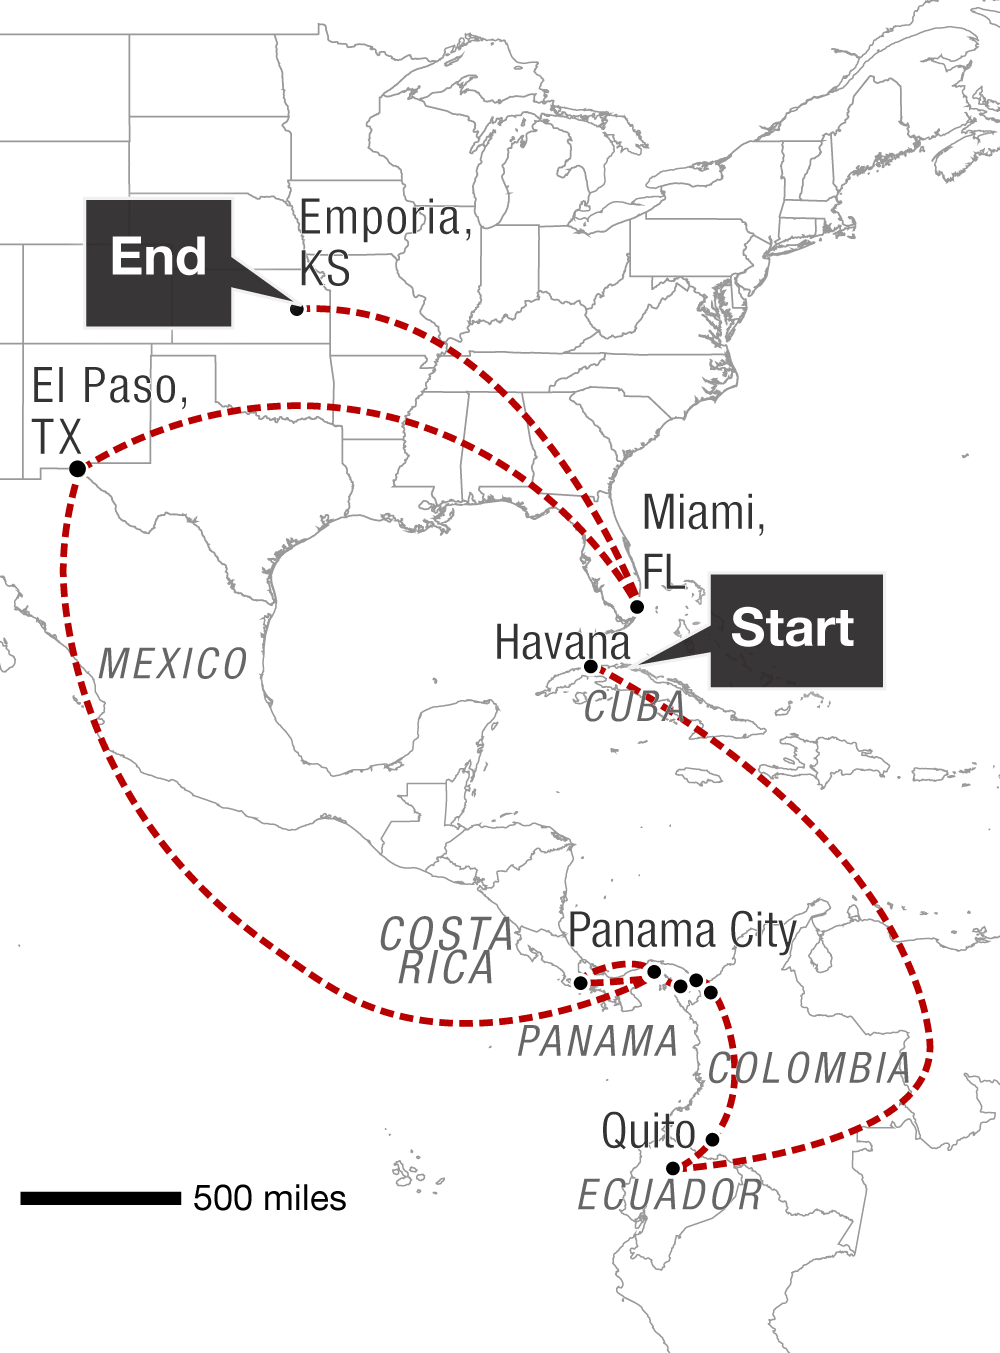 Emporia,
KS
End
El Paso,
TX
Miami,
FL
Start
Havana
MEXICO
CUBA
COSTA
RICA
Panama City
PANAMA
COLOMBIA
Quito
ECUADOR
500 miles